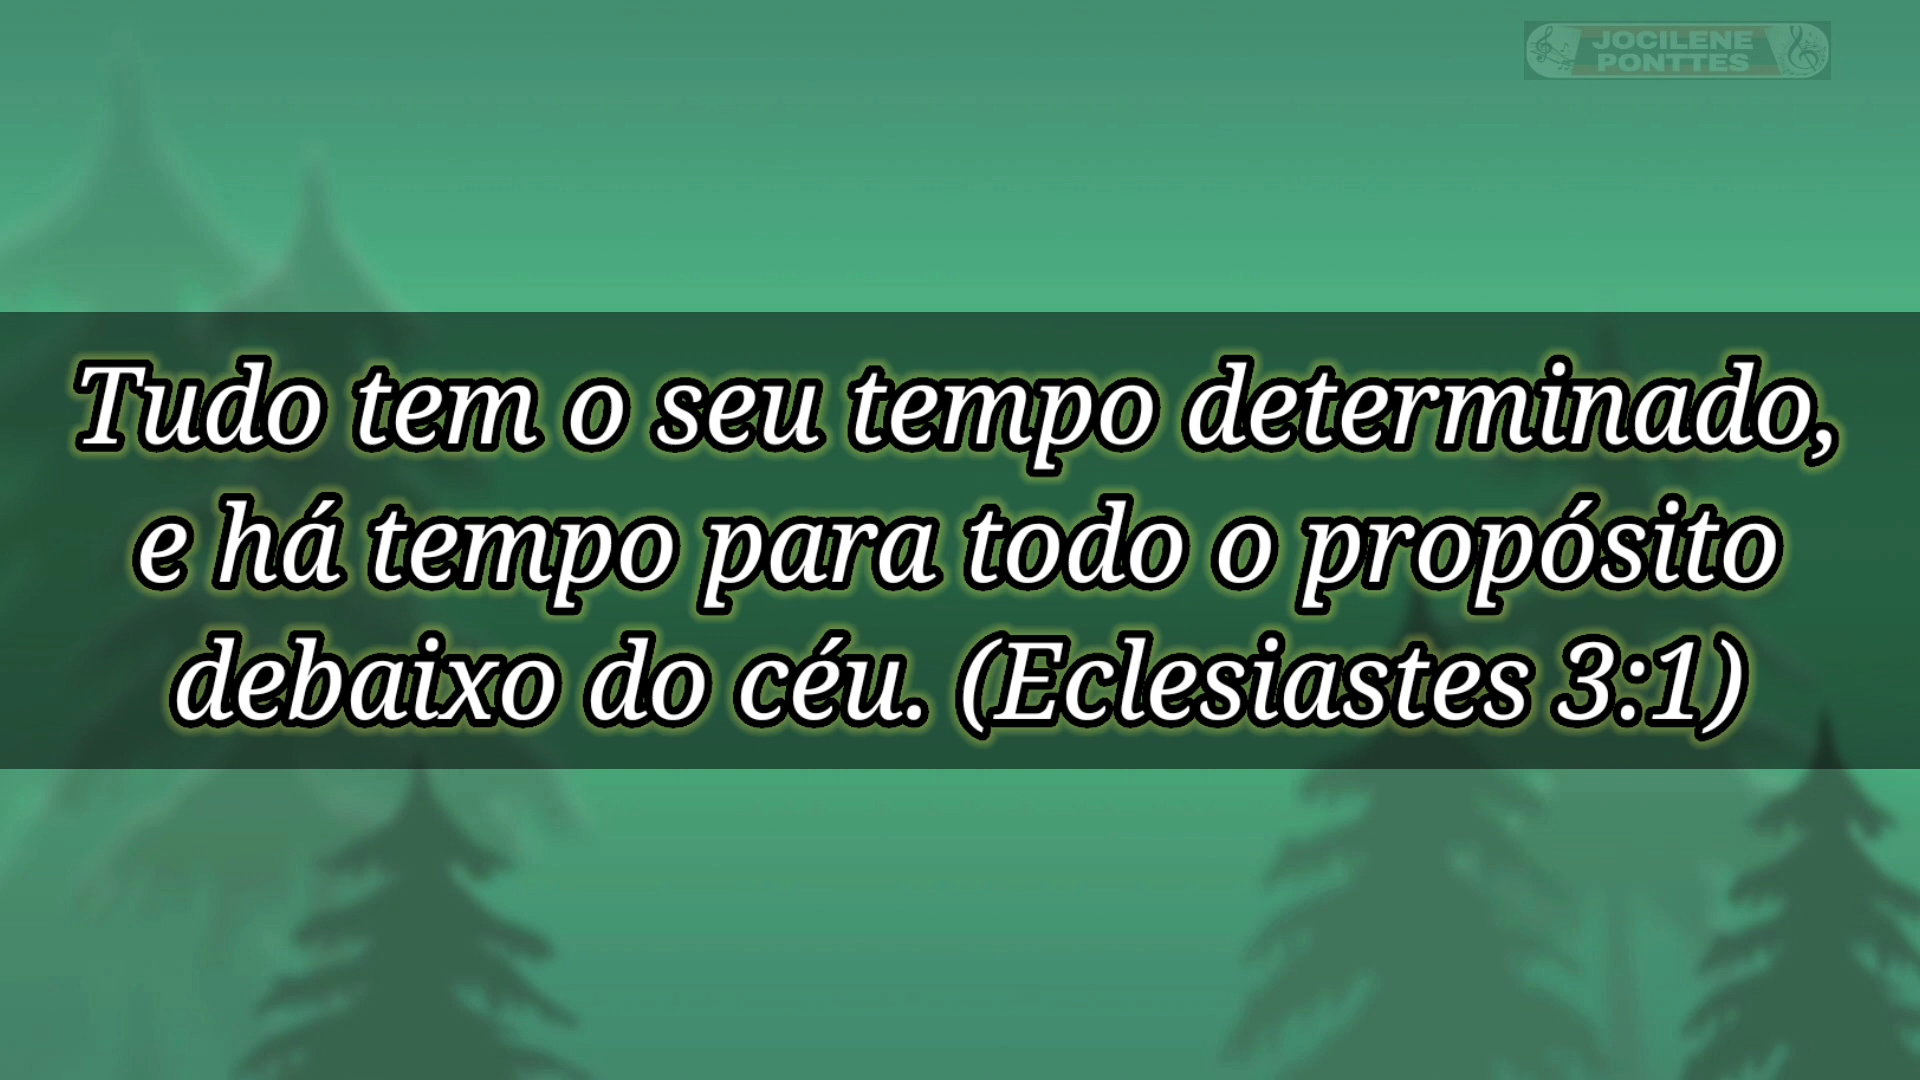 JOCILENE
PONTTES
Tudo tem o seu tempo determinado,
e há tempo para todo o propósito
debaixo do céu. (Eclesiastes 3:1)